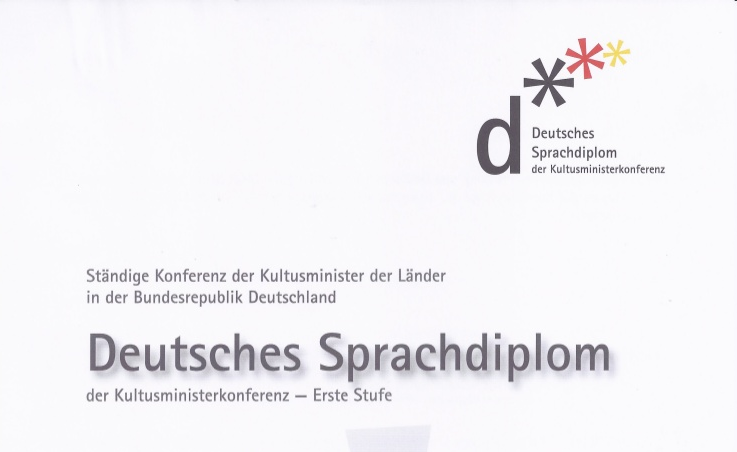 d
Deutsches
Sprachdiplom
der Kultusministerkonferenz
Ständige Konferenz der Kultusminister der Länder
in der Bundesrepublik Deutschland
Deutsches Sprachdiplom
der Kultusministerkonferenz — Erste Stufe